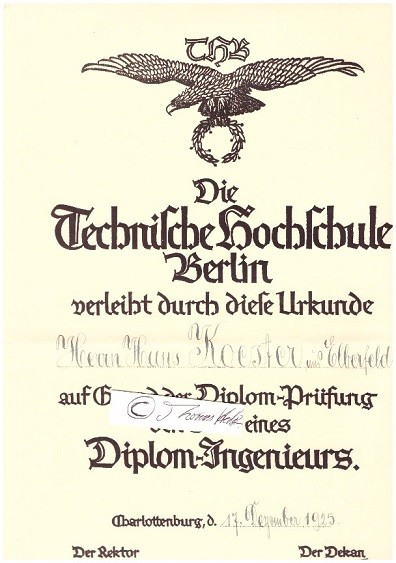 THB
Die
Technische Hochschule
Berlin
verleiht durch diese Urkunde
Herrn Hans Koester aus Elberfeld
auf G der Diplom-Prüfung
eines
Diplom-Ingenieurs.
Charlottenburg, d. 17. Dezember 1925.
Der Rektor Der Dekan